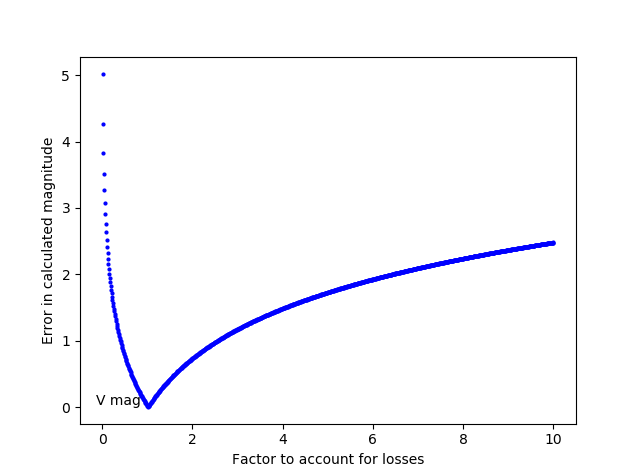 5
4
3
2
1
0
Error in calculated magnitude
V mag
0 2 4 6 8 10
Factor to account for losses